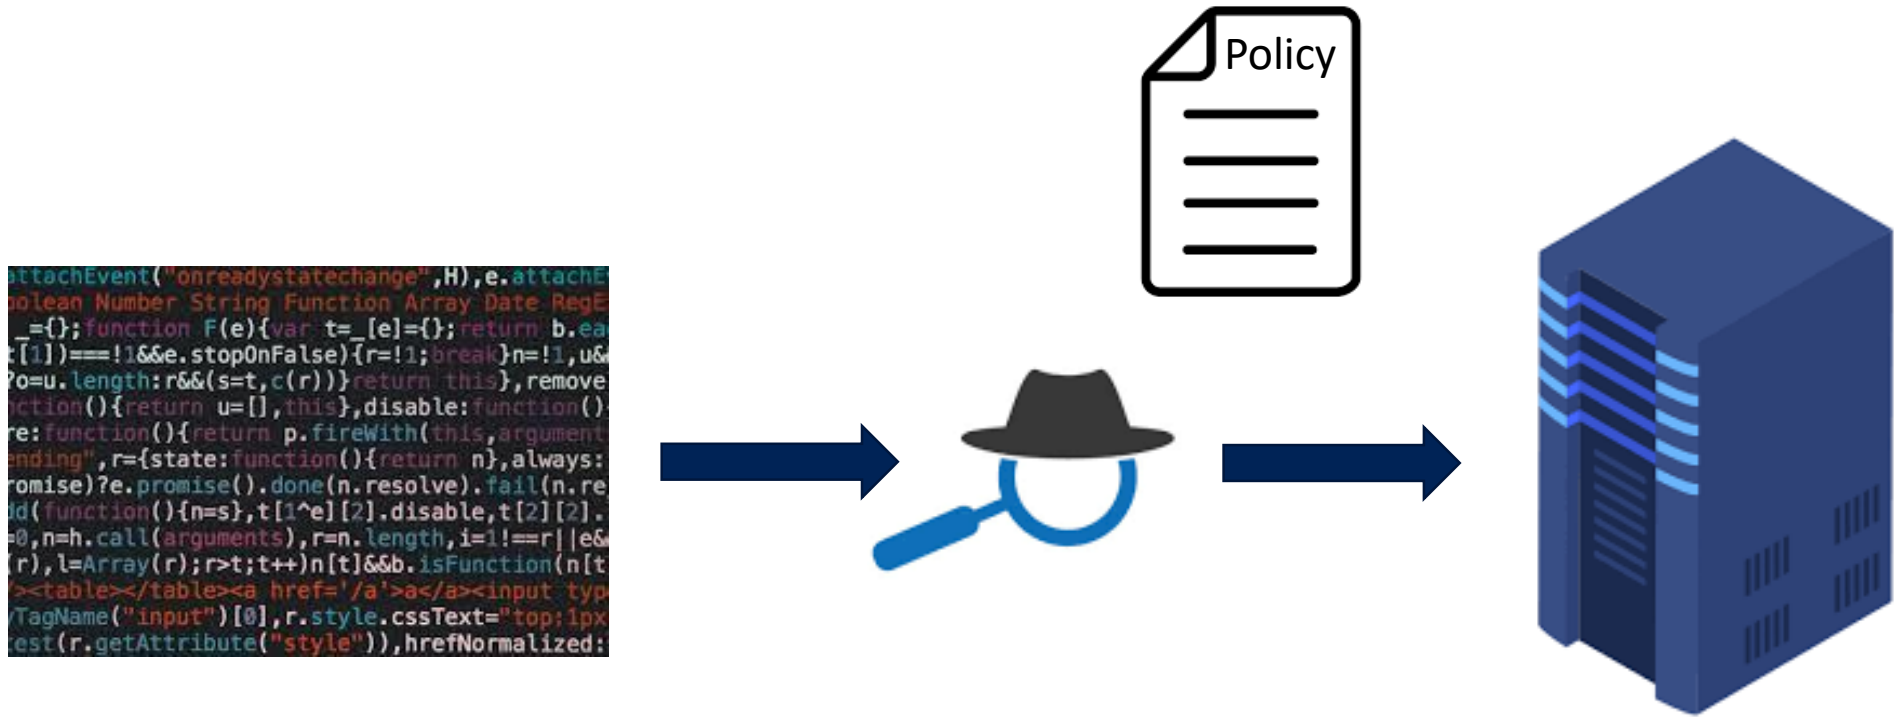 Policy
attachEvent("onreadystatechange",H),e.attachE
oolean Number String Function Array Date RegE
_={};function F(e){var t=_[e]={};return b.ea
t[1])===!1&&e.stopOnFalse){r=!1;break}n=!1,u&
?o=u.length:r&&(s=t,c(r))}return this},remove
ction(){return u=[],this},disable:function()
re:function(){return p.fireWith(this,argument
ending",r={state:function(){return n},always:
romise)?e.promise().done(n.resolve).fail(n.re
dd(function(){n=s},t[1^e][2].disable,t[2][2].
=0,n=h.call(arguments),r=n.length,i=1!==r||e&
(r),l=Array(r);r>t;t++)n[t]&&b.isFunction(n[t
/><table></table><a href='/a'>a</a><input typ
/TagName("input")[0],r.style.cssText="top:1px
est(r.getAttribute("style")),hrefNormalized: